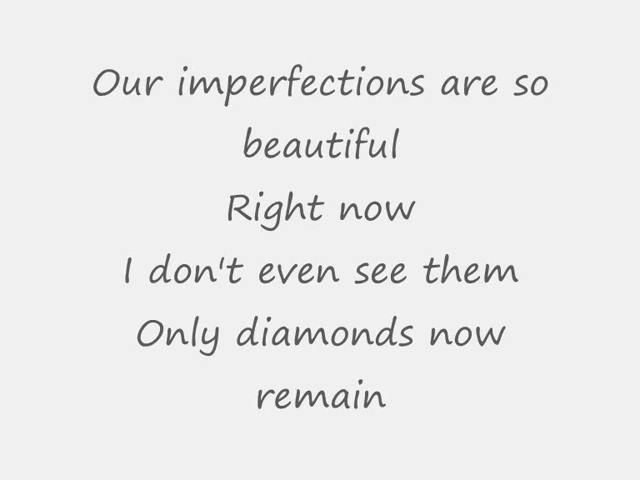 Our imperfections are so
beautiful
Right now
I don't even see them
Only diamonds now
remain